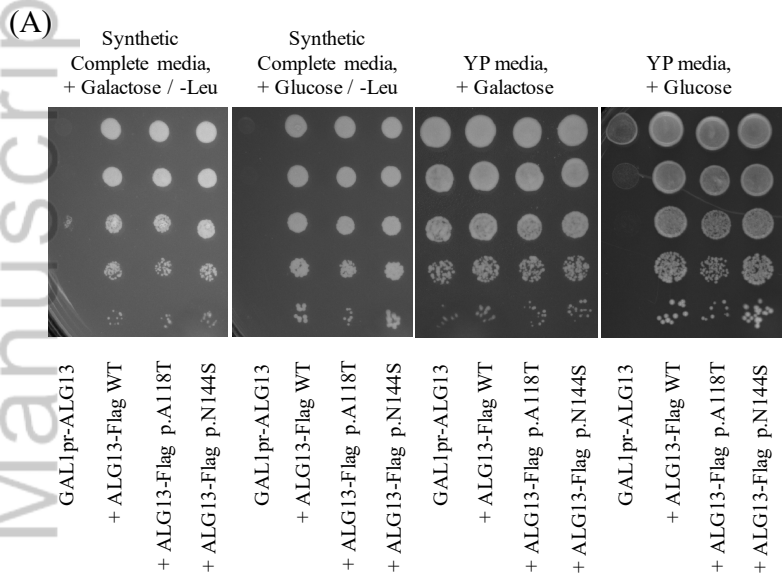 Manuscrip
(A)
Synthetic
Complete media,
+ Galactose / -Leu
Synthetic
Complete media,
+ Glucose / -Leu
YP media,
+ Galactose
YP media,
+ Glucose
GAL1pr-ALG13
+ ALG13-Flag WT
+ ALG13-Flag p.A118T
+ ALG13-Flag p.N144S
GAL1pr-ALG13
+ ALG13-Flag WT
+ ALG13-Flag p.A118T
+ ALG13-Flag p.N144S
GAL1pr-ALG13
+ ALG13-Flag WT
+ ALG13-Flag p.A118T
+ ALG13-Flag p.N144S
GAL1pr-ALG13
+ ALG13-Flag WT
+ ALG13-Flag p.A118T
+ ALG13-Flag p.N144S